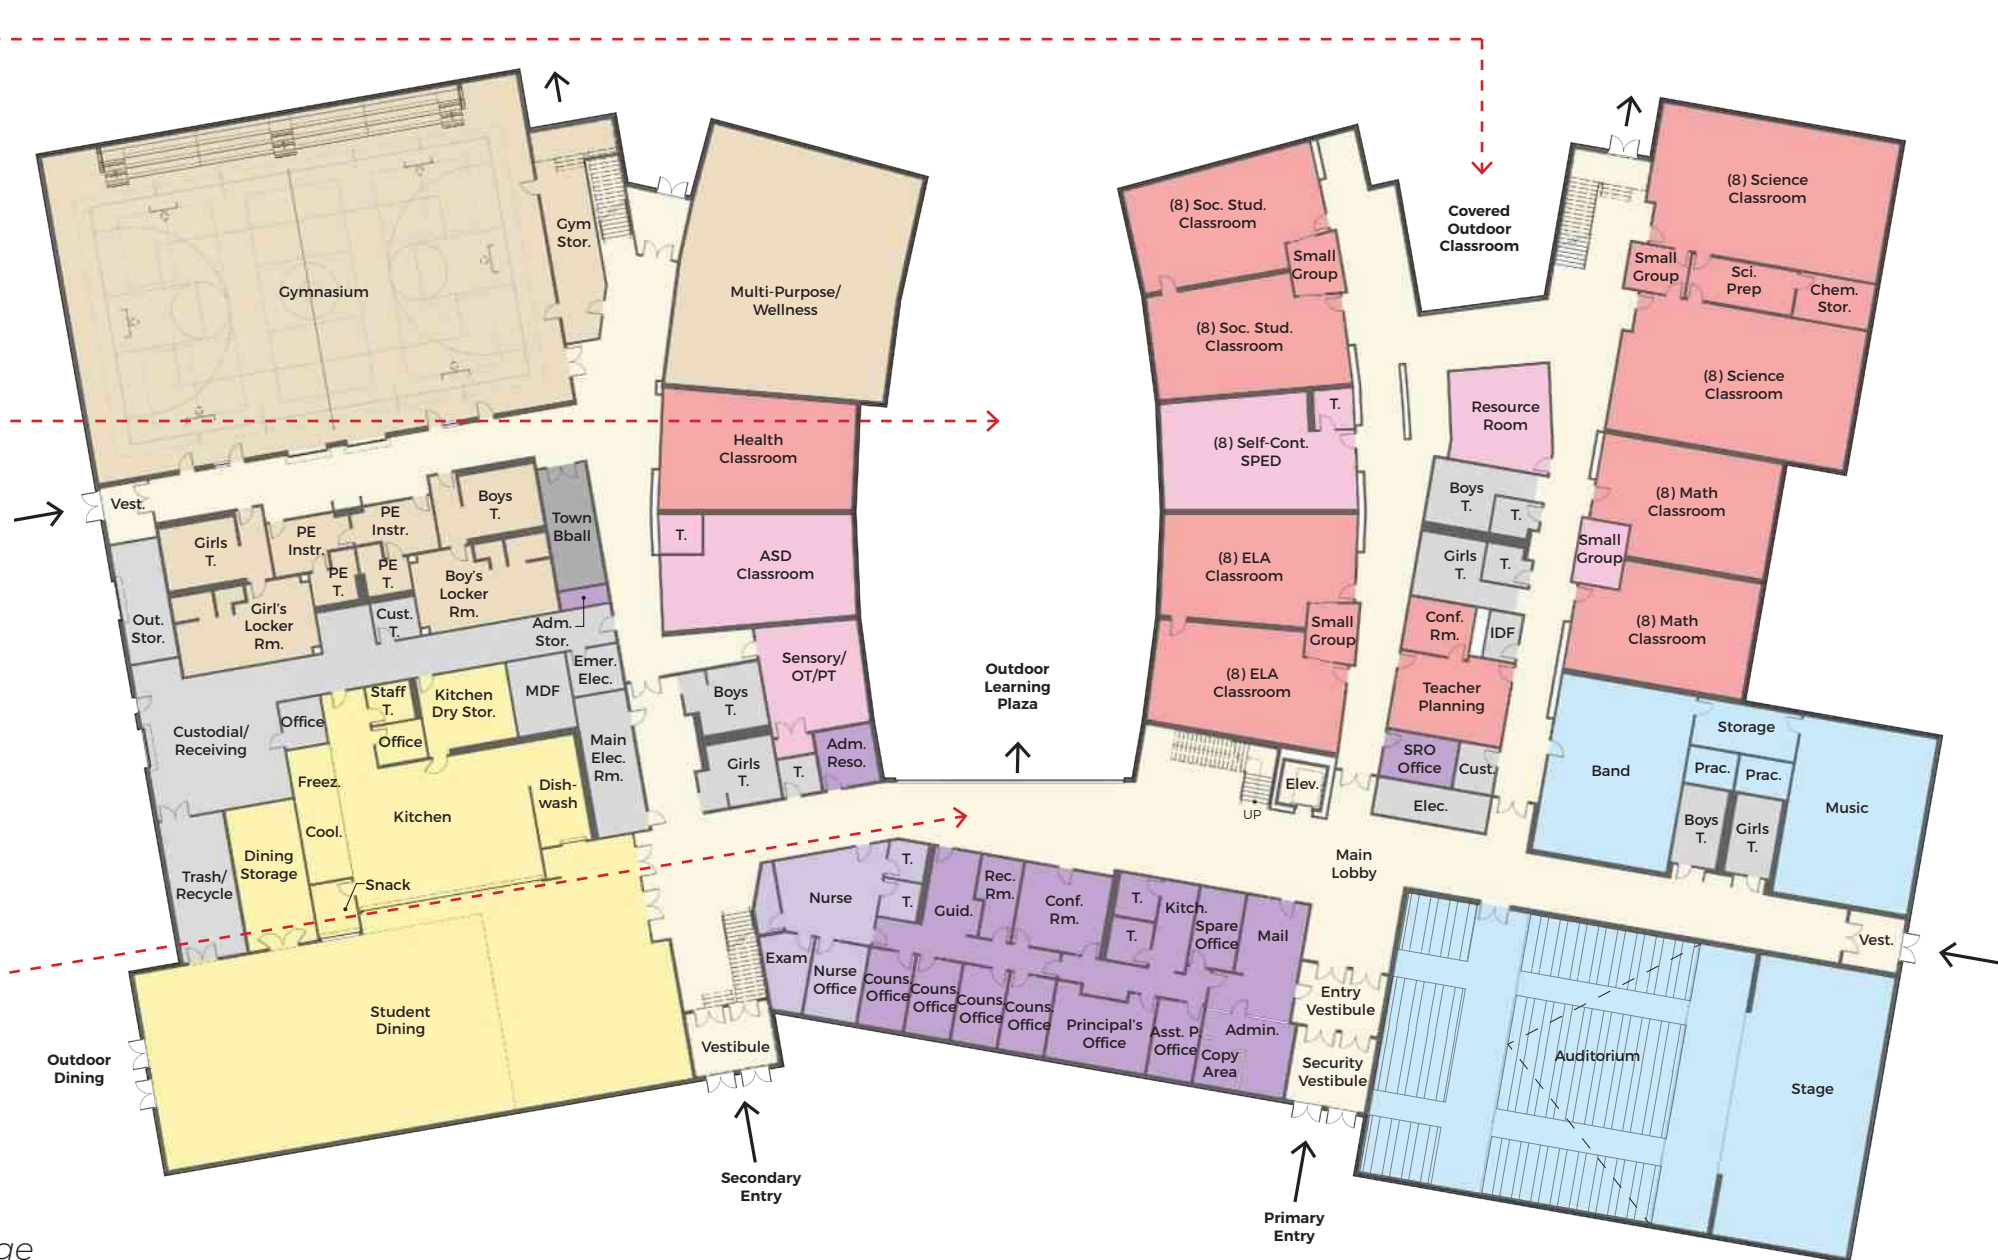 Gymnasium
Gym
Stor.
Multi-Purpose/
Wellness
Health
Classroom
T.
ASD
Classroom
Sensory/
OT/PT
Boys
T.
Girls
T.
T.
Adm.
Reso.
Vest.
Girls
T.
PE
Instr.
PE
Instr.
Boys
T.
Town
Bball
PE
T.
PE
T.
Boy's
Locker
Rm.
Girl's
Locker
Rm.
Cust.
T.
Out.
Stor.
Adm.
Stor.
Emer.
Elec.
MDF
Main
Elec.
Rm.
Custodial/
Receiving
Office
Staff
T.
Office
Kitchen
Dry Stor.
Freez.
Cool.
Kitchen
Dish-
wash
Dining
Storage
Snack
Trash/
Recycle
Student
Dining
Outdoor
Dining
Vestibule
Secondary
Entry
Outdoor
Learning
Plaza
(8) Soc. Stud.
Classroom
Small
Group
(8) Soc. Stud.
Classroom
(8) Self-Cont.
SPED
T.
(8) ELA
Classroom
Small
Group
(8) ELA
Classroom
UP
Elev.
Covered
Outdoor
Classroom
(8) Science
Classroom
Small
Group
Sci.
Prep
Chem.
Stor.
(8) Science
Classroom
Resource
Room
Boys
T.
T.
Girls
T.
T.
Conf.
Rm.
IDF
Teacher
Planning
SRO
Office
Cust.
Elec.
(8) Math
Classroom
Small
Group
(8) Math
Classroom
Band
Storage
Prac.
Prac.
Boys
T.
Girls
T.
Music
Main
Lobby
Vest.
Nurse
T.
T.
Exam
Nurse
Office
Guid.
Rec.
Rm.
Conf.
Rm.
T.
T.
Kitch.
Spare
Office
Mail
Couns.
Office
Couns.
Office
Couns.
Office
Couns.
Office
Principal's
Office
Asst. P.
Office
Admin.
Copy
Area
Entry
Vestibule
Security
Vestibule
Primary
Entry
Auditorium
Stage
ge